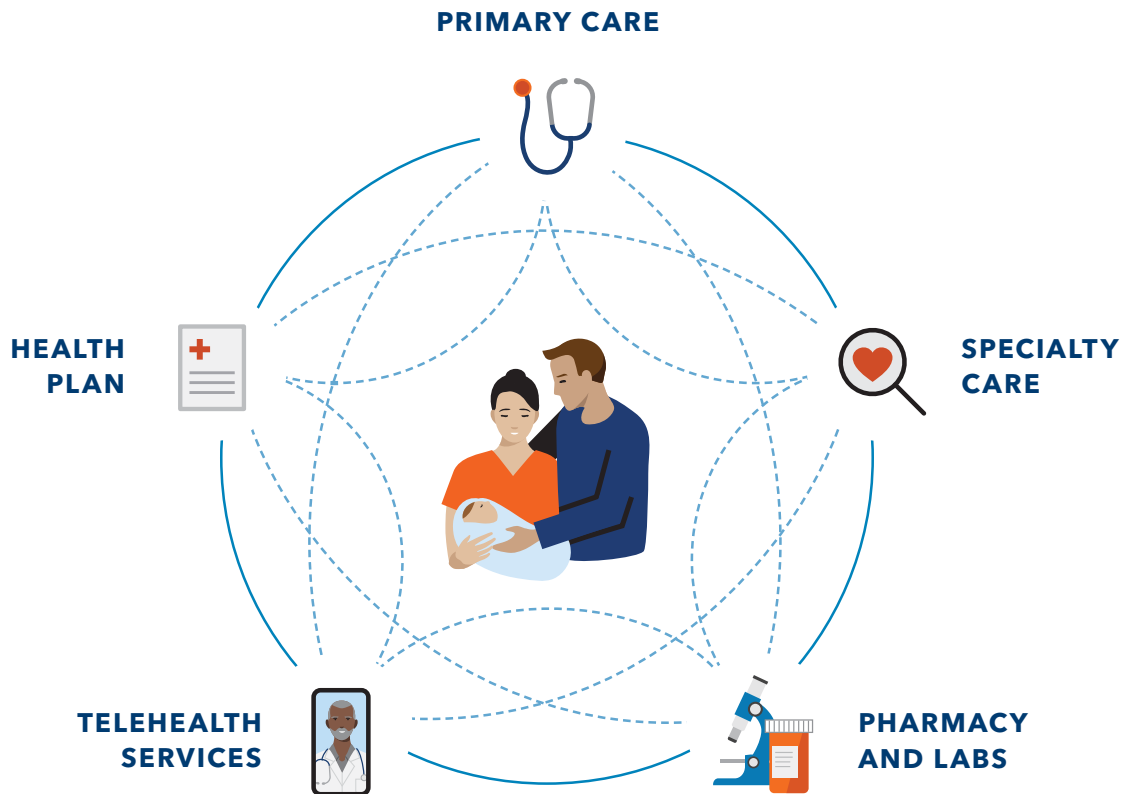 PRIMARY CARE
HEALTH
PLAN
SPECIALTY
CARE
TELEHEALTH
SERVICES
PHARMACY
AND LABS